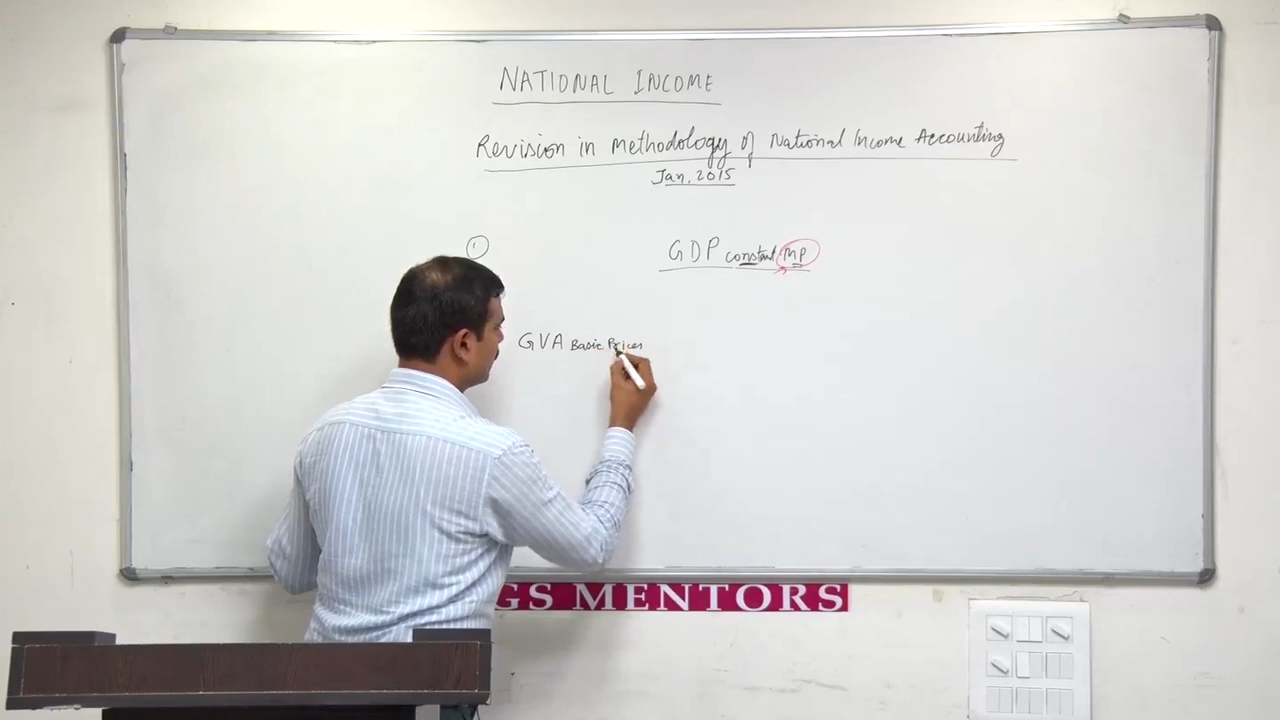 NATIONAL INCOME
Revision in Methodology of National Income Accounting
Jan, 2015
1
GDP constant MP
GVA Basic Prices
GS MENTORS